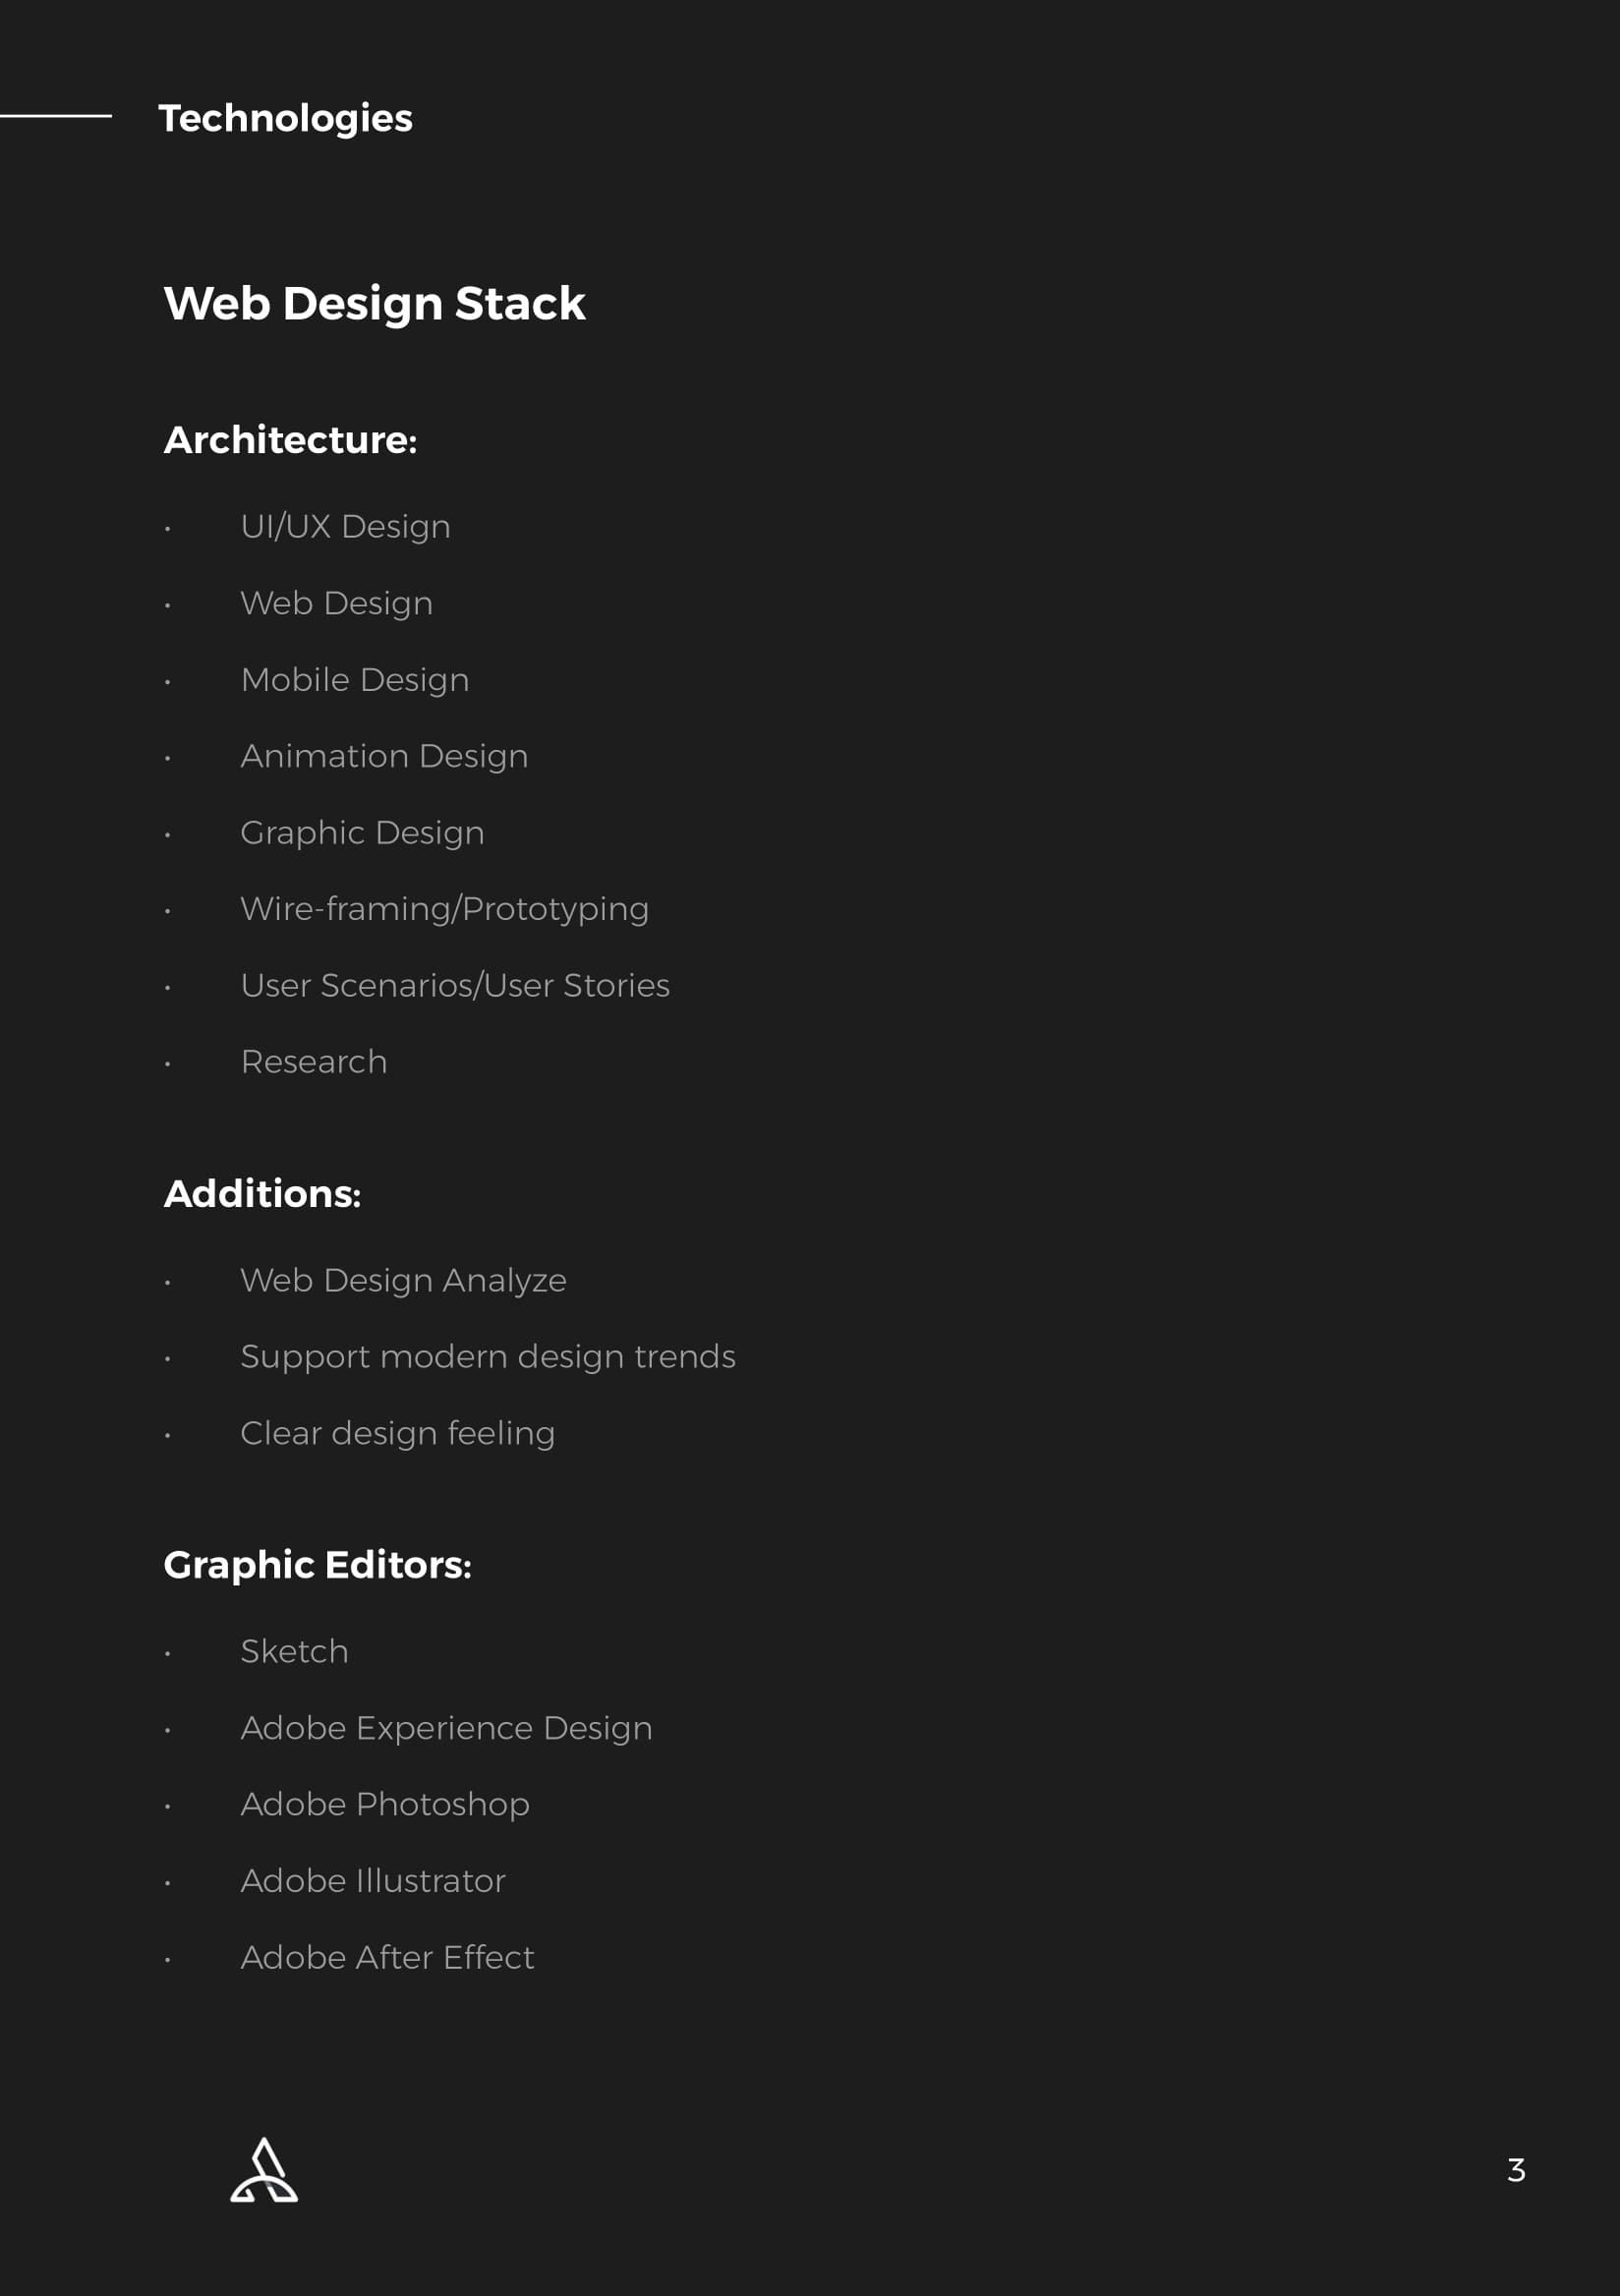 Technologies
Web Design Stack
Architecture:
• UI/UX Design
• Web Design
• Mobile Design
• Animation Design
• Graphic Design
• Wire-framing/Prototyping
• User Scenarios/User Stories
• Research
Additions:
• Web Design Analyze
• Support modern design trends
• Clear design feeling
Graphic Editors:
• Sketch
• Adobe Experience Design
• Adobe Photoshop
• Adobe Illustrator
• Adobe After Effect
3